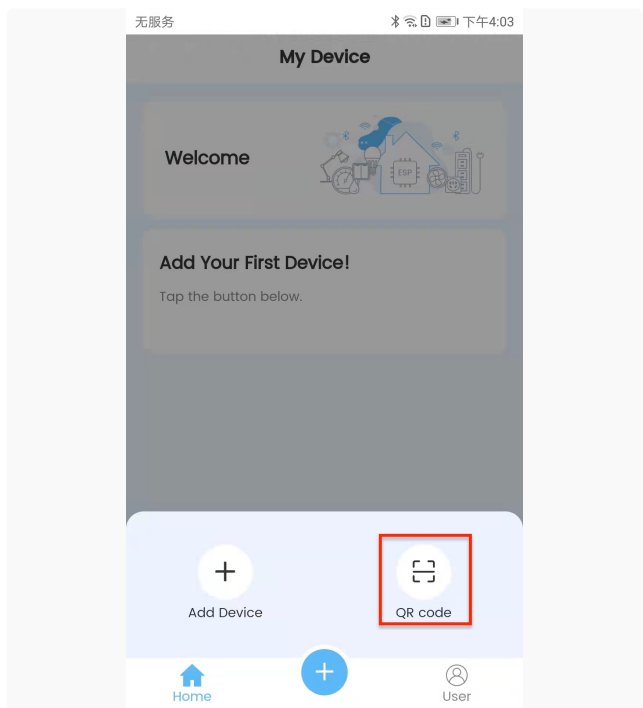 无服务 下午4:03
My Device
Welcome
ESP
Add Your First Device!
Tap the button below.
Add Device QR code
Home User